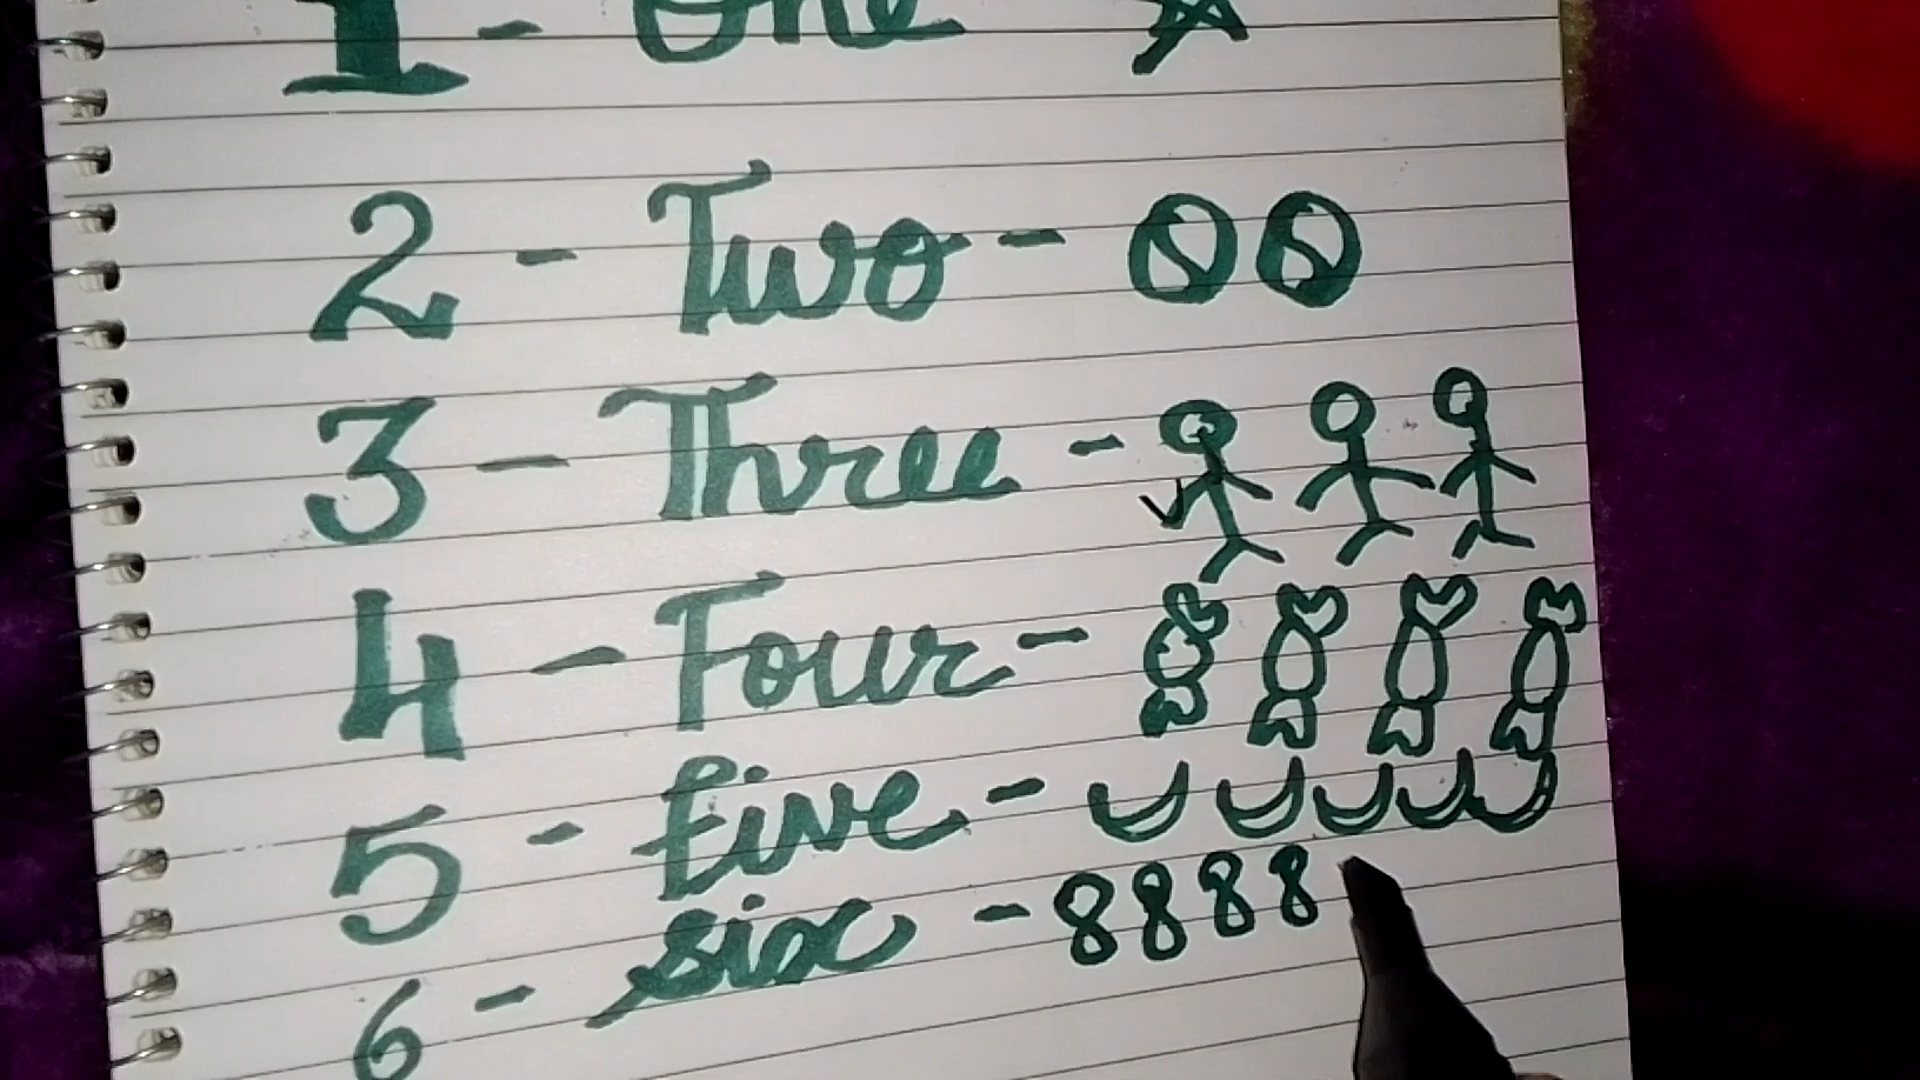 1 - One
2 - Two -
3 - Three -
4 - Four -
5 - Five -
6 - six - 8888